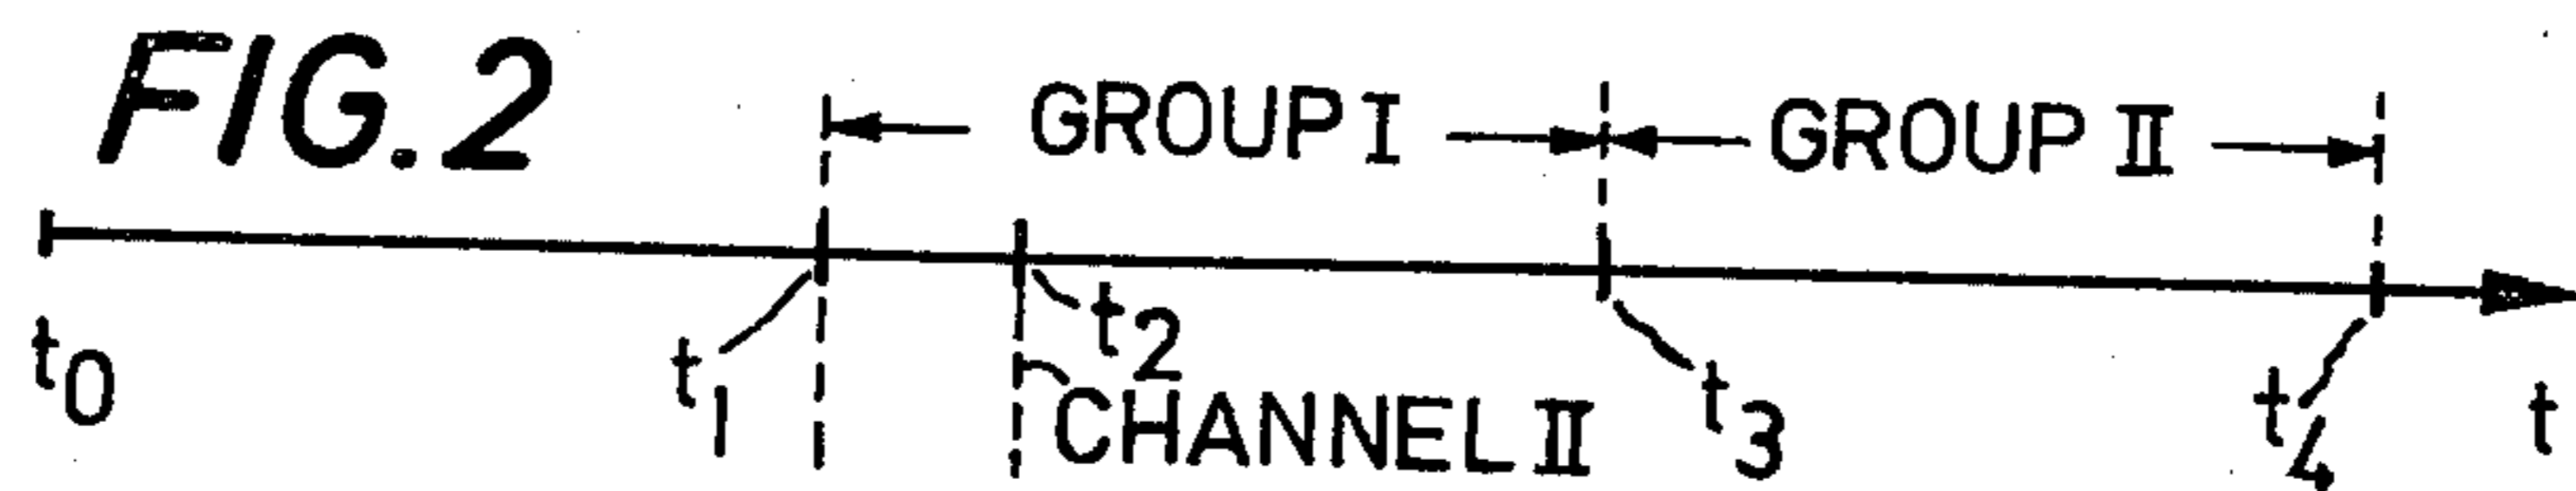 FIG. 2
GROUP I
GROUP II
t0
t1
t2
t3
t4
t
CHANNEL II